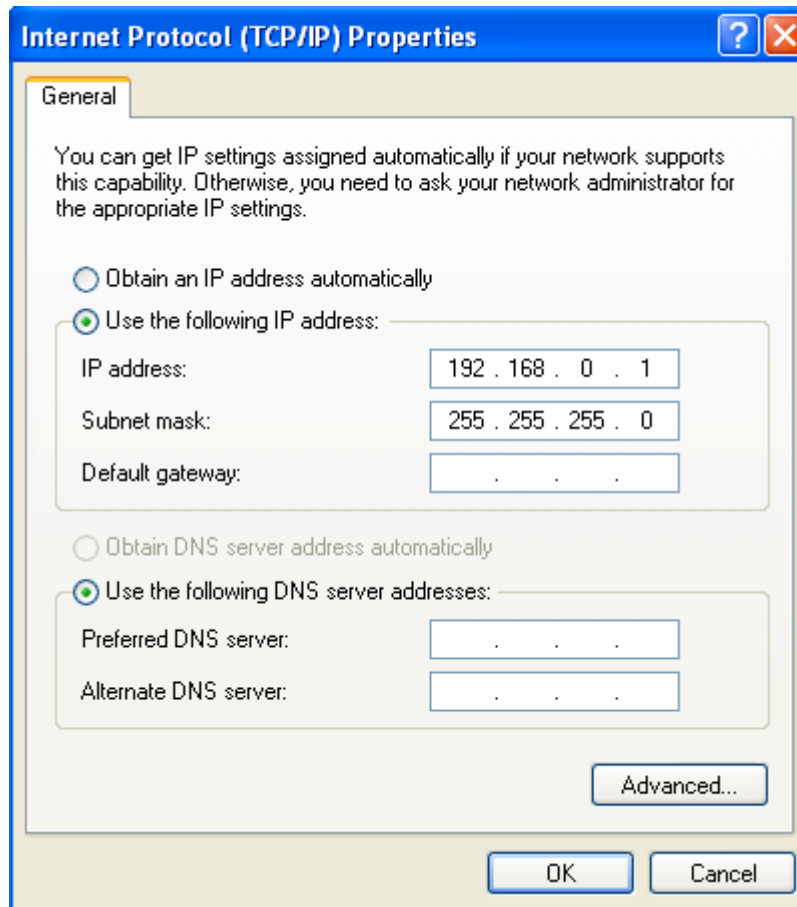 Internet Protocol (TCP/IP) Properties
General
You can get IP settings assigned automatically if your network supports
this capability. Otherwise, you need to ask your network administrator for
the appropriate IP settings.
Obtain an IP address automatically
Use the following IP address:
IP address: 192 . 168 . 0 . 1
Subnet mask: 255 . 255 . 255 . 0
Default gateway: . . .
Obtain DNS server address automatically
Use the following DNS server addresses:
Preferred DNS server: . . .
Alternate DNS server: . . .
Advanced...
OK Cancel